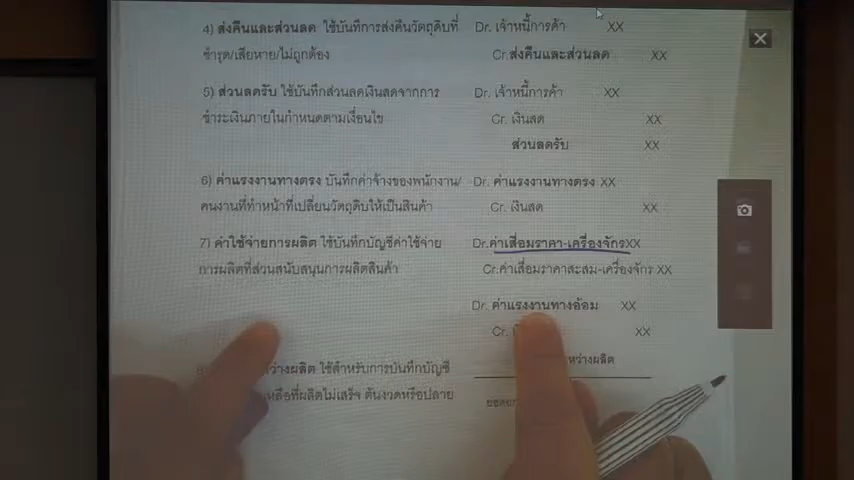 4) ส่งคืนและส่วนลด ใช้บันทึการส่งคืนวัตถุดิบที่ Dr. เจ้าหนี้การค้า XX
ชำรุด/เสียหาย/ไม่ถูกต้อง Cr.ส่งคืนและส่วนลด XX
5) ส่วนลดรับ ใช้บันทึกส่วนลดเงินสดจากการ Dr. เจ้าหนี้การค้า XX
ชำระเงินภายในกำหนดตามเงื่อนไข Cr. เงินสด XX
ส่วนลดรับ XX
6) ค่าแรงงานทางตรง บันทึกค่าจ้างของพนักงาน/ Dr. ค่าแรงงานทางตรง XX
คนงานที่ทำหน้าที่เปลี่ยนวัตถุดิบให้เป็นสินค้า Cr. เงินสด XX
7) ค่าใช้จ่ายการผลิต ใช้บันทึกบัญชีค่าใช้จ่าย Dr.ค่าเสื่อมราคา-เครื่องจักรXX
การผลิตที่ส่วนสนับสนุนการผลิตสินค้า Cr.ค่าเสื่อมราคาสะสม-เครื่องจักร XX
Dr. ค่าแรงงานทางอ้อม XX
Cr. XX
ว่างผลิต ใช้สำหรับการบันทึกบัญชี หว่างผลิต
เหลือที่ผลิตไม่เสร็จ ต้นงวดหรือปลาย